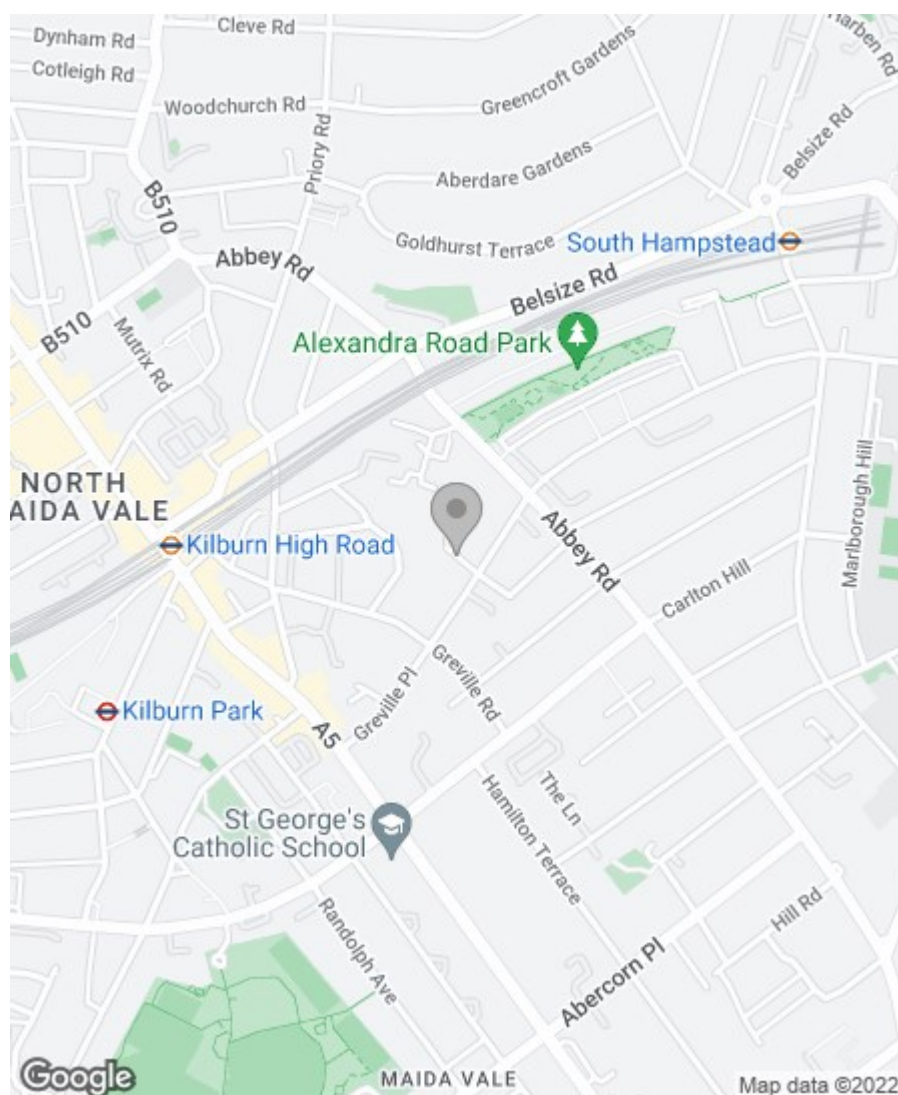 Cleve Rd
Dynham Rd
Cotleigh Rd
Harben Rd
Woodchurch Rd
Greencroft Gardens
Priory Rd
Belsize Rd
Aberdare Gardens
B510
Goldhurst Terrace
South Hampstead
Abbey Rd
Belsize Rd
B510
Mutrix Rd
Alexandra Road Park
Marlborough Hill
NORTH
AIDA VALE
Kilburn High Road
Abbey Rd
Carlton Hill
Greville Pl
Greville Rd
Kilburn Park
A5
The Ln
Hamilton Terrace
St George's
Catholic School
Hill Rd
Randolph Ave
Abercorn Pl
MAIDA VALE
Google
Map data ©2022